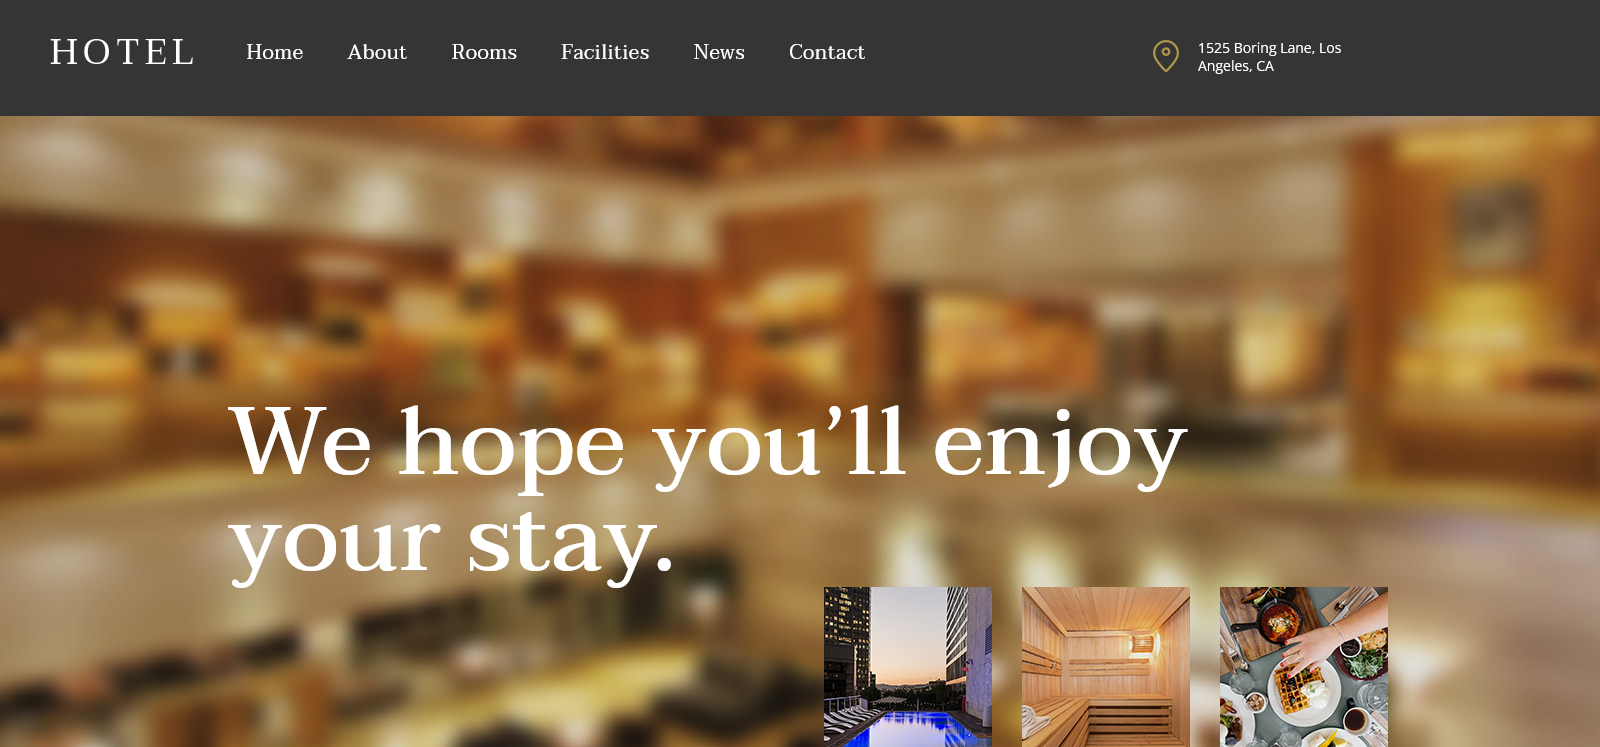 HOTEL Home About Rooms Facilities News Contact
1525 Boring Lane, Los
Angeles, CA
We hope you’ll enjoy
your stay.